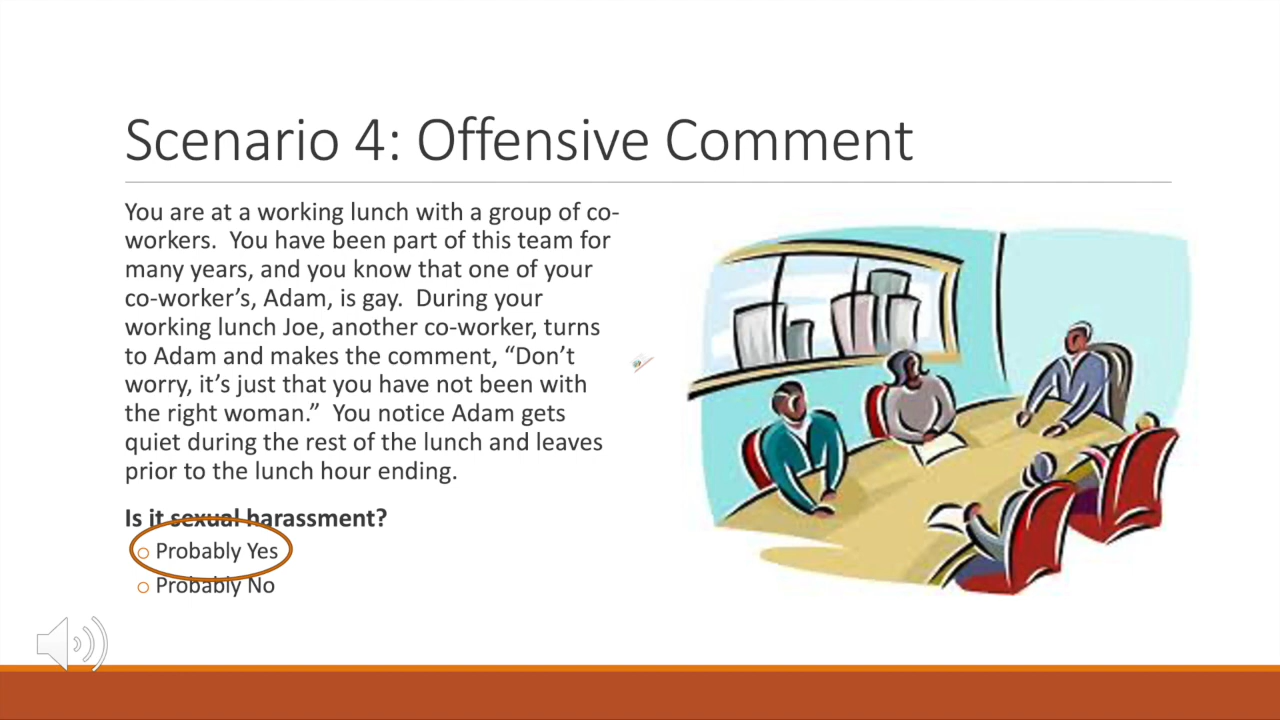 Scenario 4: Offensive Comment
You are at a working lunch with a group of co-
workers.  You have been part of this team for
many years, and you know that one of your
co-worker’s, Adam, is gay.  During your
working lunch Joe, another co-worker, turns
to Adam and makes the comment, “Don’t
worry, it’s just that you have not been with
the right woman.”  You notice Adam gets
quiet during the rest of the lunch and leaves
prior to the lunch hour ending.
Is it sexual harassment?
Probably Yes
Probably No